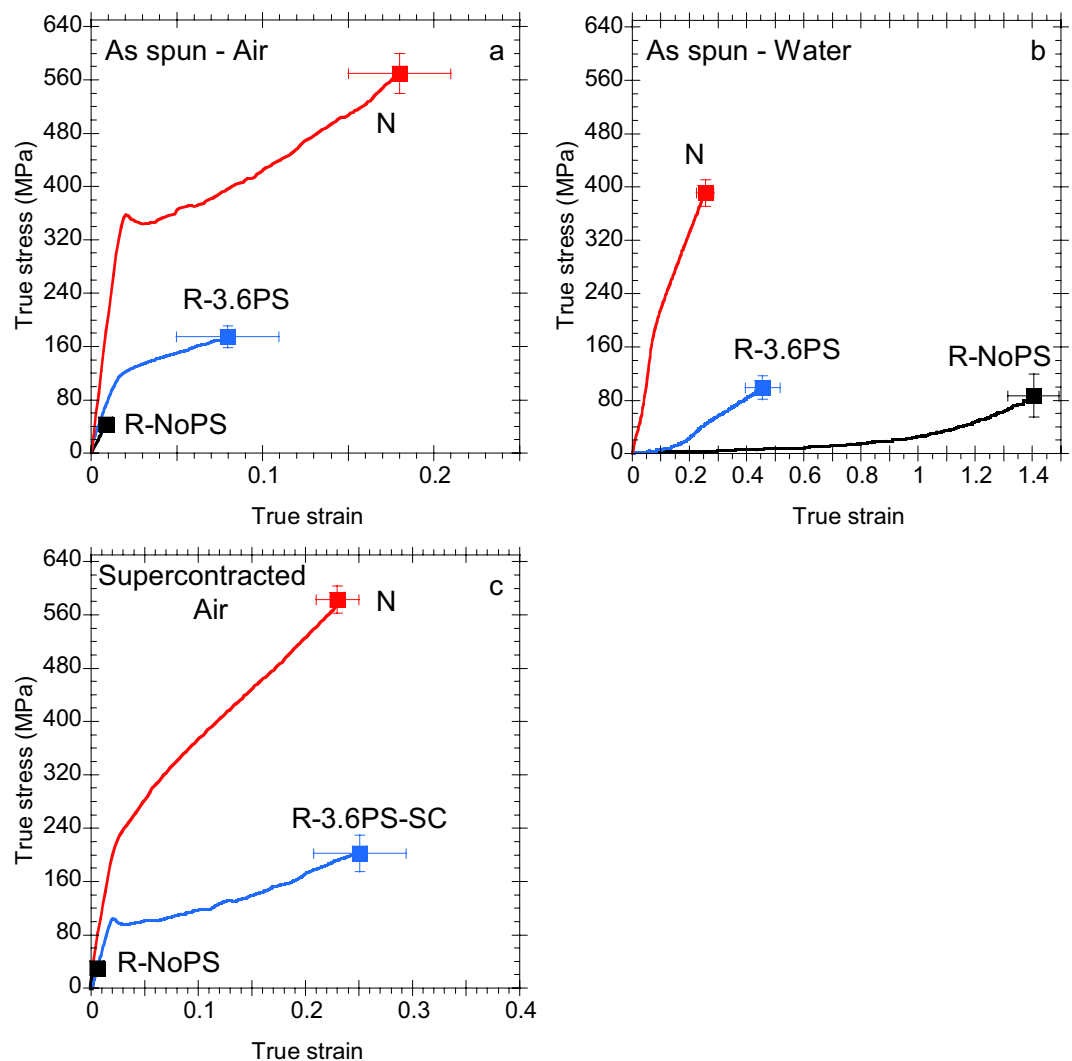 As spun - Air
a
640
560
480
400
320
240
160
80
0
True stress (MPa)
N
R-3.6PS
R-NoPS
0
0.1
0.2
True strain
As spun - Water
b
640
560
480
400
320
240
160
80
0
True stress (MPa)
N
R-3.6PS
R-NoPS
0
0.2
0.4
0.6
0.8
1
1.2
1.4
True strain
Supercontracted
Air
c
640
560
480
400
320
240
160
80
0
True stress (MPa)
N
R-3.6PS-SC
R-NoPS
0
0.1
0.2
0.3
0.4
True strain